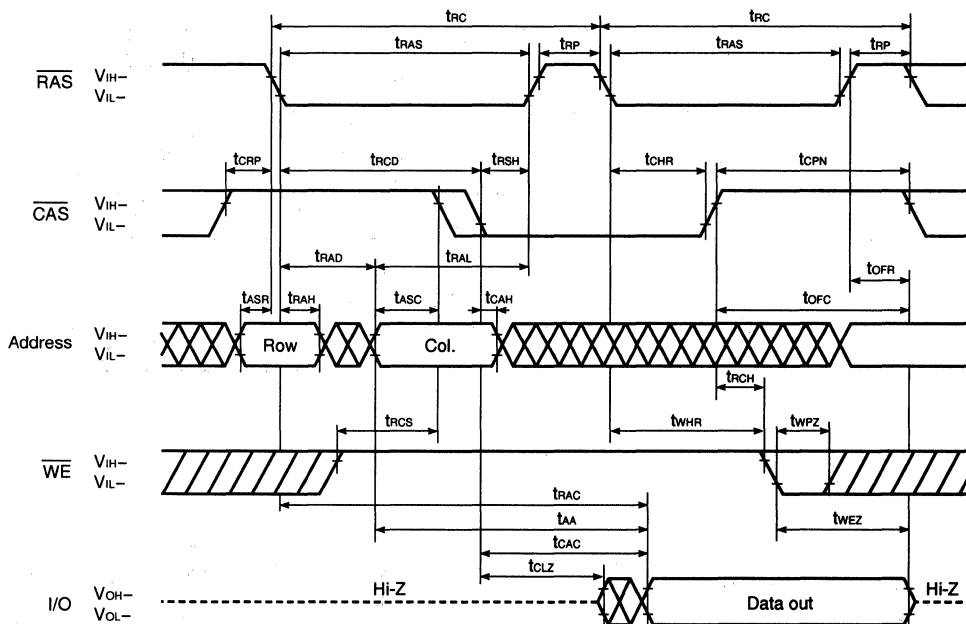 tRC tRC
tRAS tRP tRAS tRP
RAS VIH–
VIL–
tCRP tRCD tRSH tCHR tCPN
CAS VIH–
VIL–
tRAD tRAL tOFR
tASR tRAH tASC tCAH tOFC
Address VIH–
VIL–
Row Col.
tRCH
tRCS tWHR tWPZ
WE VIH–
VIL–
tRAC
tAA tWEZ
tCAC
tCLZ
I/O VOH–
VOL–
Hi-Z Data out Hi-Z